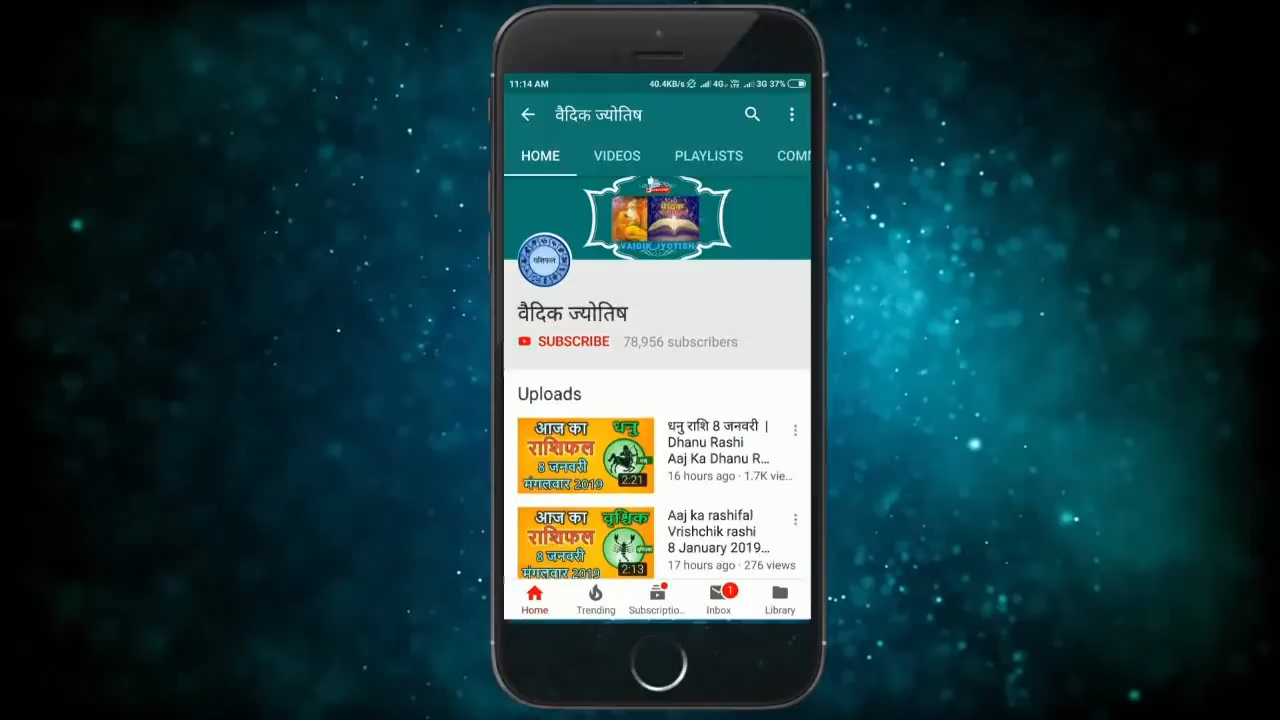 11:14 AM
40.4KB/s 4G 3G 37%
वैदिक ज्योतिष
HOME VIDEOS PLAYLISTS COMM
वैदिक
VAIDIK JYOTISH
राशिफल
वैदिक ज्योतिष
SUBSCRIBE 78,956 subscribers
Uploads
आज का धनु
राशिफल
8 जनवरी
मंगलवार 2019
2:21
धनु राशि 8 जनवरी |
Dhanu Rashi
Aaj Ka Dhanu R...
16 hours ago · 1.7K vie...
आज का वृश्चिक
राशिफल
8 जनवरी
मंगलवार 2019
2:13
Aaj ka rashifal
Vrishchik rashi
8 January 2019...
17 hours ago · 276 views
1
Home Trending Subscriptio... Inbox Library